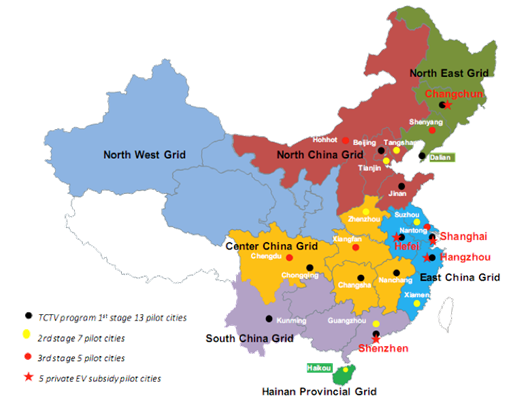 North East Grid
Changchun
Shenyang
Hohhot
Beijing
Tangshan
North West Grid
North China Grid
Dalian
Tianjin
Jinan
Zhenzhou
Suzhou
Nantong
Shanghai
Center China Grid
Xiangfan
Hefei
Chengdu
Hangzhou
Chongqing
Changsha
Nanchang
East China Grid
Xiamen
TCTV program 1st stage 13 pilot cities
Kunming
Guangzhou
2rd stage 7 pilot cities
South China Grid
Shenzhen
3rd stage 5 pilot cities
Haikou
5 private EV subsidy pilot cities
Hainan Provincial Grid